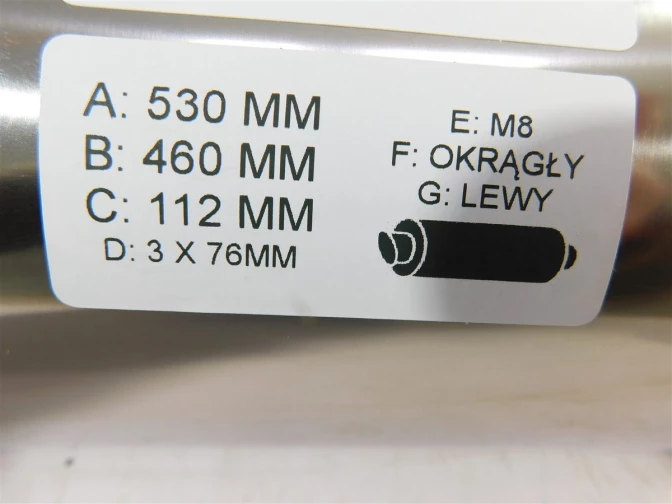 A: 530 MM
B: 460 MM
C: 112 MM
D: 3 X 76MM
E: M8
F: OKRĄGŁY
G: LEWY